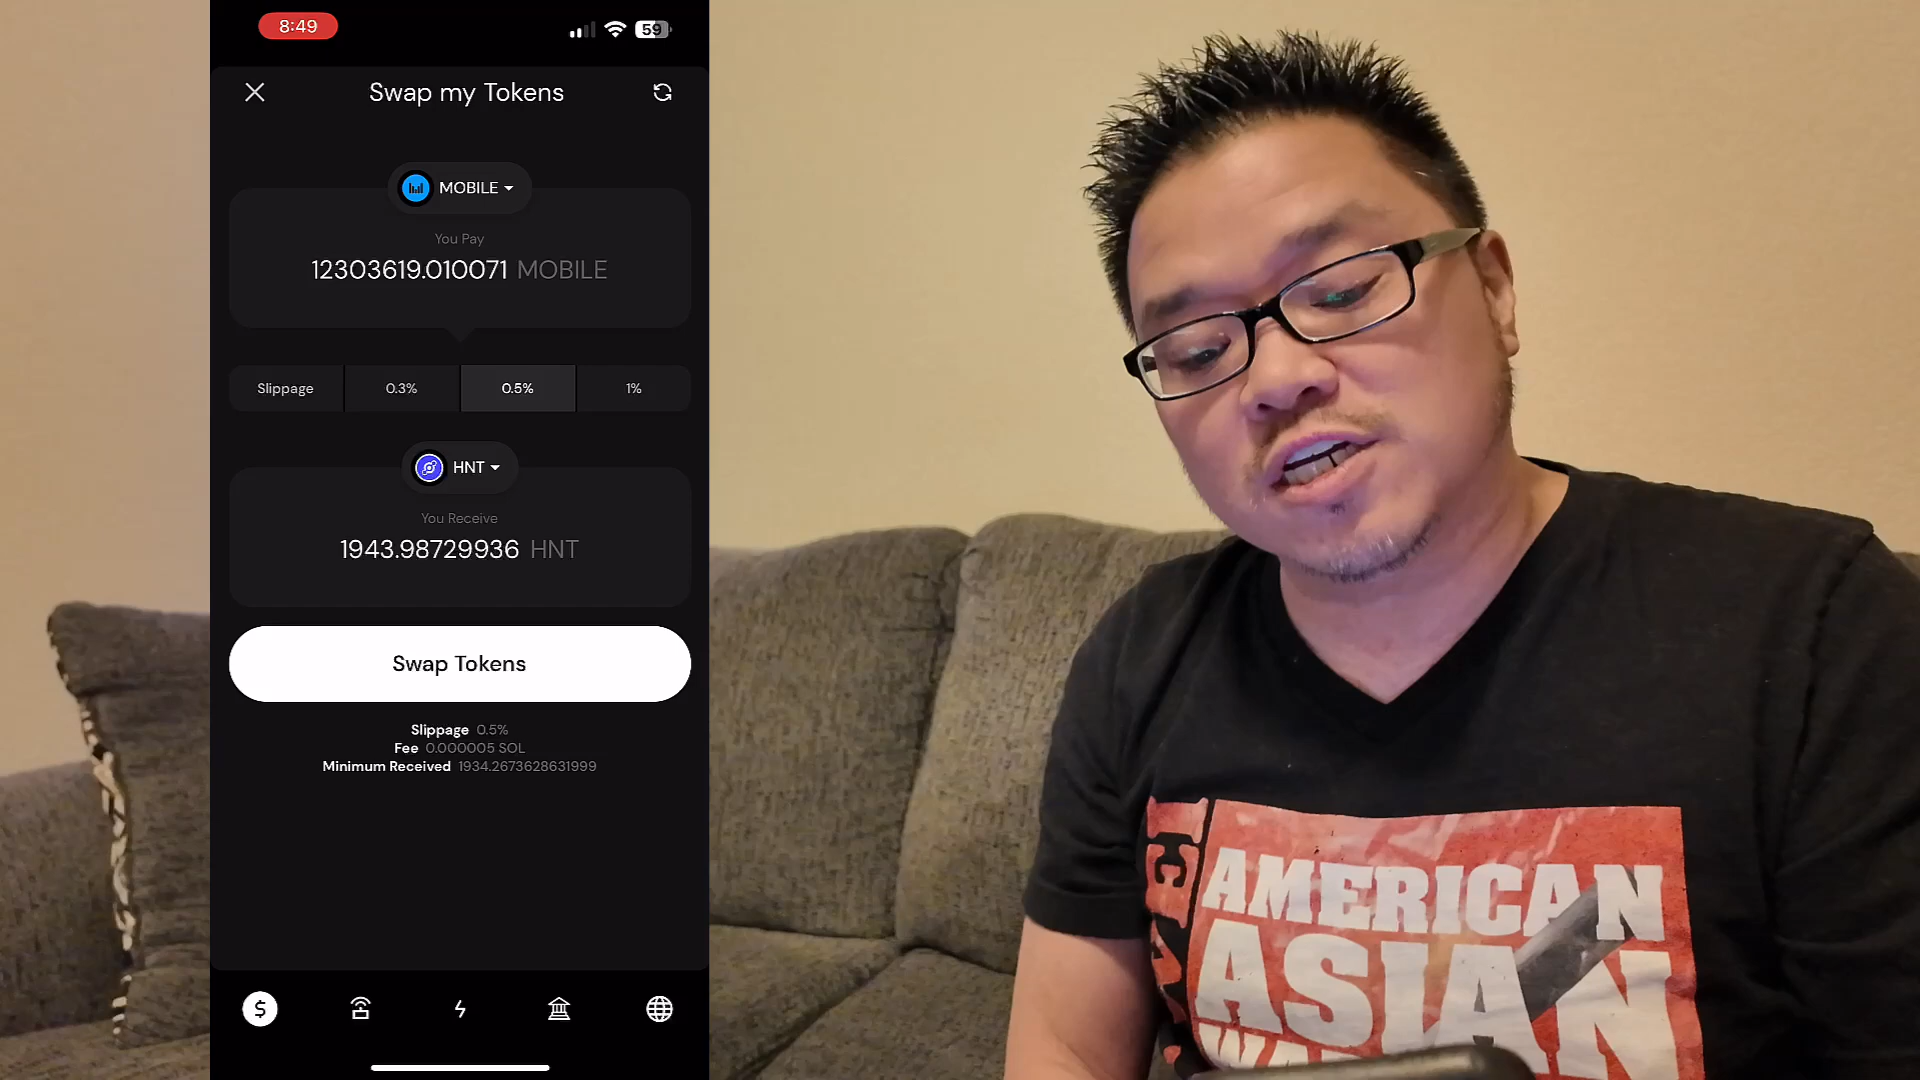 8:49
59
Swap my Tokens
MOBILE
You Pay
12303619.010071 MOBILE
Slippage 0.3% 0.5% 1%
HNT
You Receive
1943.98729936 HNT
Swap Tokens
Slippage 0.5%
Fee 0.000005 SOL
Minimum Received 1934.2673628631999
AMERICAN
ASIAN